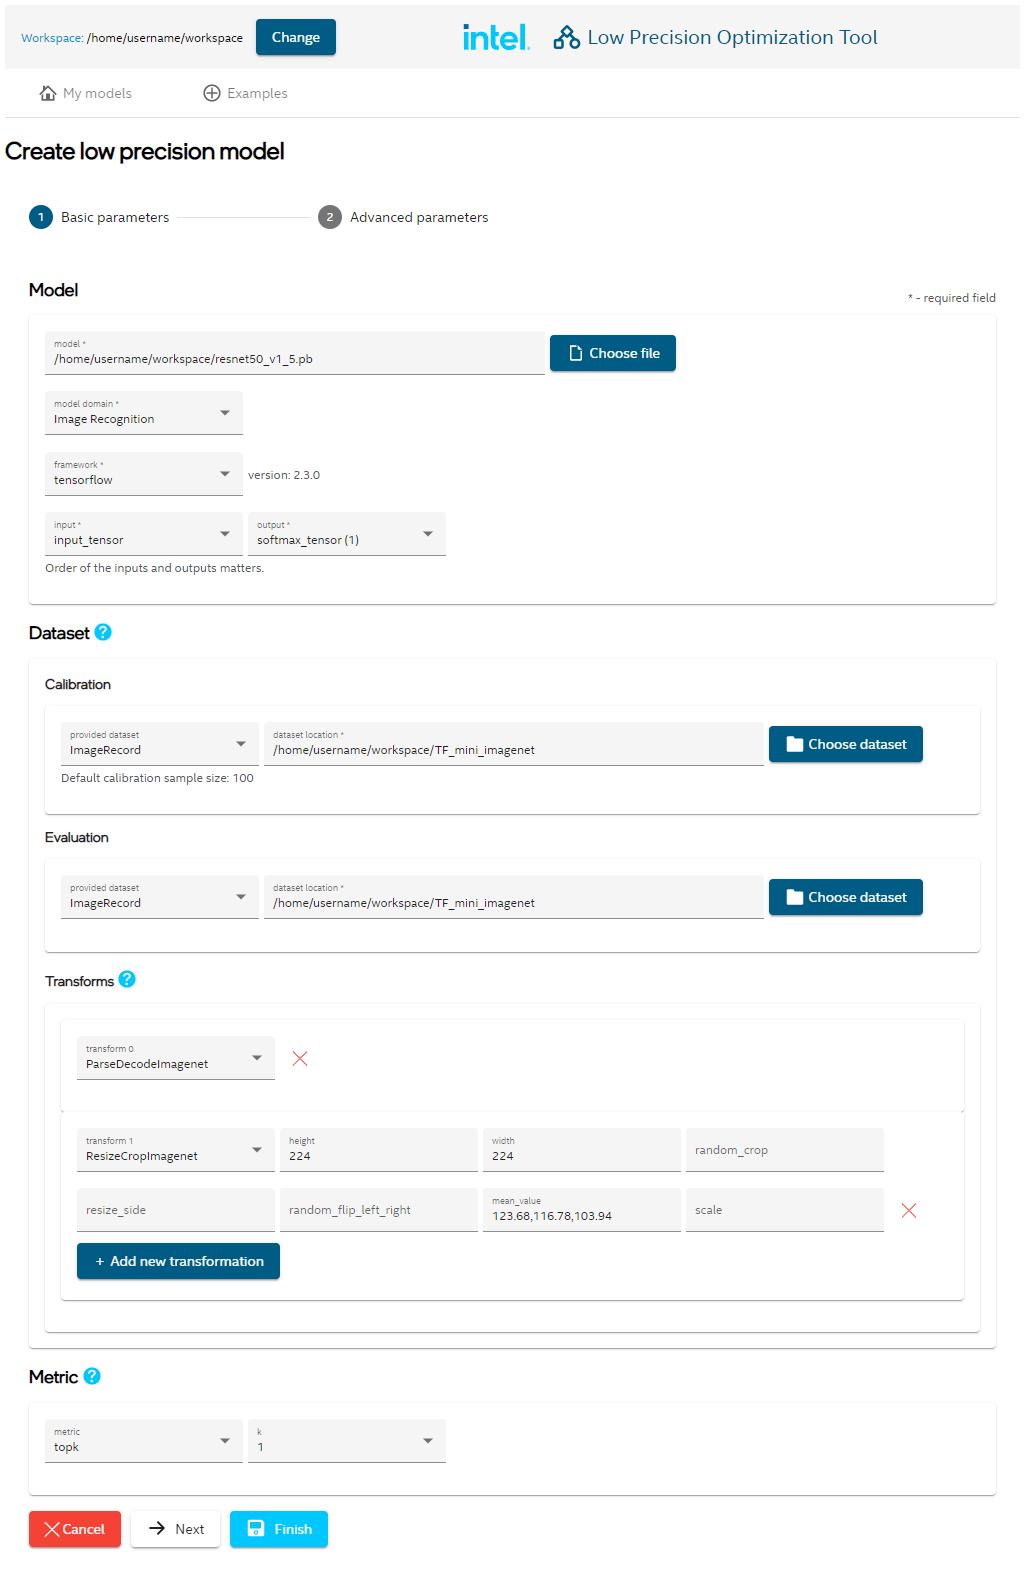 Workspace: /home/username/workspace
Change
intel.
Low Precision Optimization Tool
My models
Examples
Create low precision model
1 Basic parameters
2 Advanced parameters
Model
* - required field
model *
/home/username/workspace/resnet50_v1_5.pb
Choose file
model domain *
Image Recognition
framework *
tensorflow
version: 2.3.0
input *
input_tensor
output *
softmax_tensor (1)
Order of the inputs and outputs matters.
Dataset ?
Calibration
provided dataset
ImageRecord
dataset location *
/home/username/workspace/TF_mini_imagenet
Choose dataset
Default calibration sample size: 100
Evaluation
provided dataset
ImageRecord
dataset location *
/home/username/workspace/TF_mini_imagenet
Choose dataset
Transforms ?
transform 0
ParseDecodeImagenet
transform 1
ResizeCropImagenet
height
224
width
224
random_crop
resize_side
random_flip_left_right
mean_value
123.68,116.78,103.94
scale
+ Add new transformation
Metric ?
metric
topk
k
1
Cancel
Next
Finish